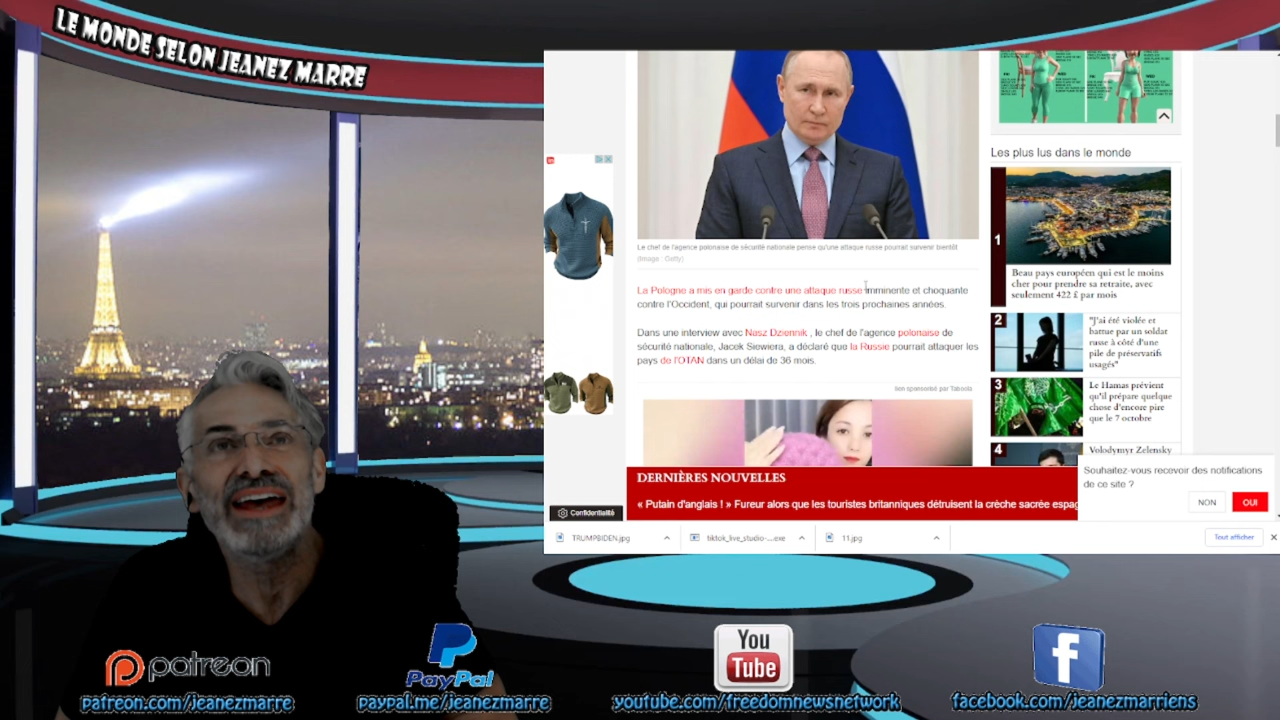 LE MONDE SELON JEANEZ MARRE
Le chef de l'agence polonaise de sécurité nationale pense qu'une attaque russe pourrait survenir bientôt
(Image : Getty)
La Pologne a mis en garde contre une attaque russe imminente et choquante
contre l'Occident, qui pourrait survenir dans les trois prochaines années.
Dans une interview avec Nasz Dziennik , le chef de l'agence polonaise de
sécurité nationale, Jacek Siewiera, a déclaré que la Russie pourrait attaquer les
pays de l'OTAN dans un délai de 36 mois.
lien sponsorisé par Taboola
DERNIÈRES NOUVELLES
« Putain d'anglais ! » Fureur alors que les touristes britanniques détruisent la crèche sacrée espag
Confidentialité
Les plus lus dans le monde
1
Beau pays européen qui est le moins
cher pour prendre sa retraite, avec
seulement 422 £ par mois
2
"J'ai été violée et
battue par un soldat
russe à côté d'une
pile de préservatifs
usagés"
3
Le Hamas prévient
qu'il prépare quelque
chose d'encore pire
que le 7 octobre
4
Volodymyr Zelensky
Souhaitez-vous recevoir des notifications
de ce site ?
NON
OUI
TRUMPBIDEN.jpg
tiktok_live_studio-....exe
11.jpg
Tout afficher
patreon
PayPal
You
Tube
f
patreon.com/jeanezmarre
paypal.me/jeanezmarre
youtube.com/freedomnewsnetwork
facebook.com/jeanezmarriens